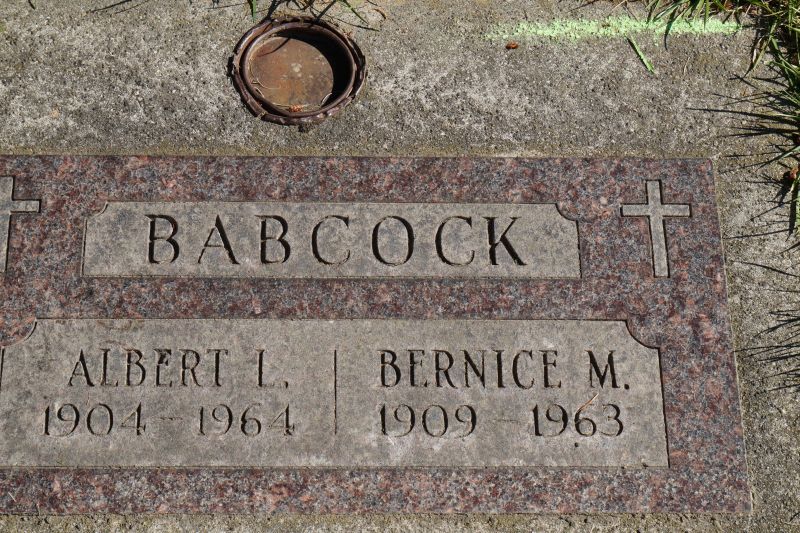 BABCOCK
ALBERT L. BERNICE M.
1904 - 1964 1909 - 1963